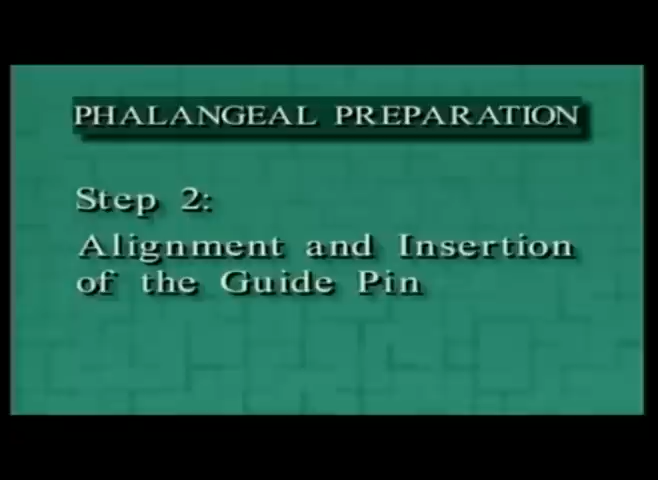 PHALANGEAL PREPARATION
Step 2:
Alignment and Insertion
of the Guide Pin